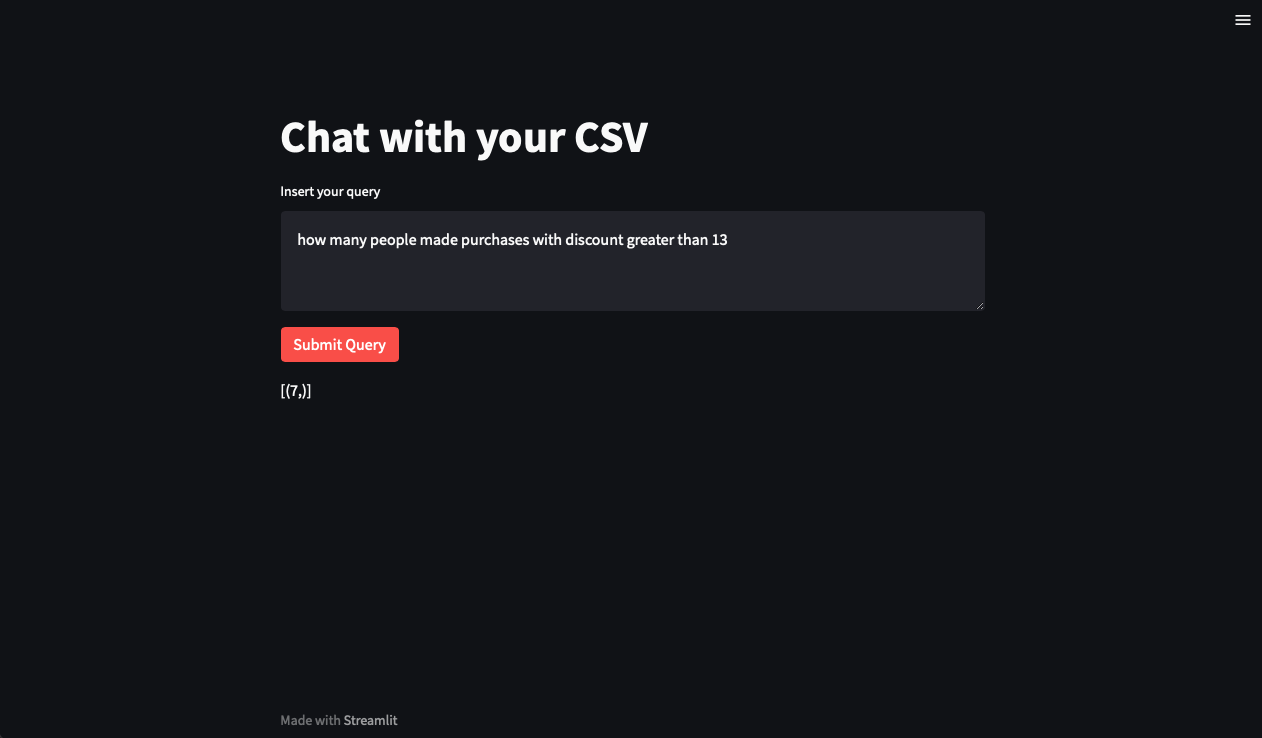 Chat with your CSV
Insert your query
how many people made purchases with discount greater than 13
Submit Query
[(7,)]
Made with Streamlit